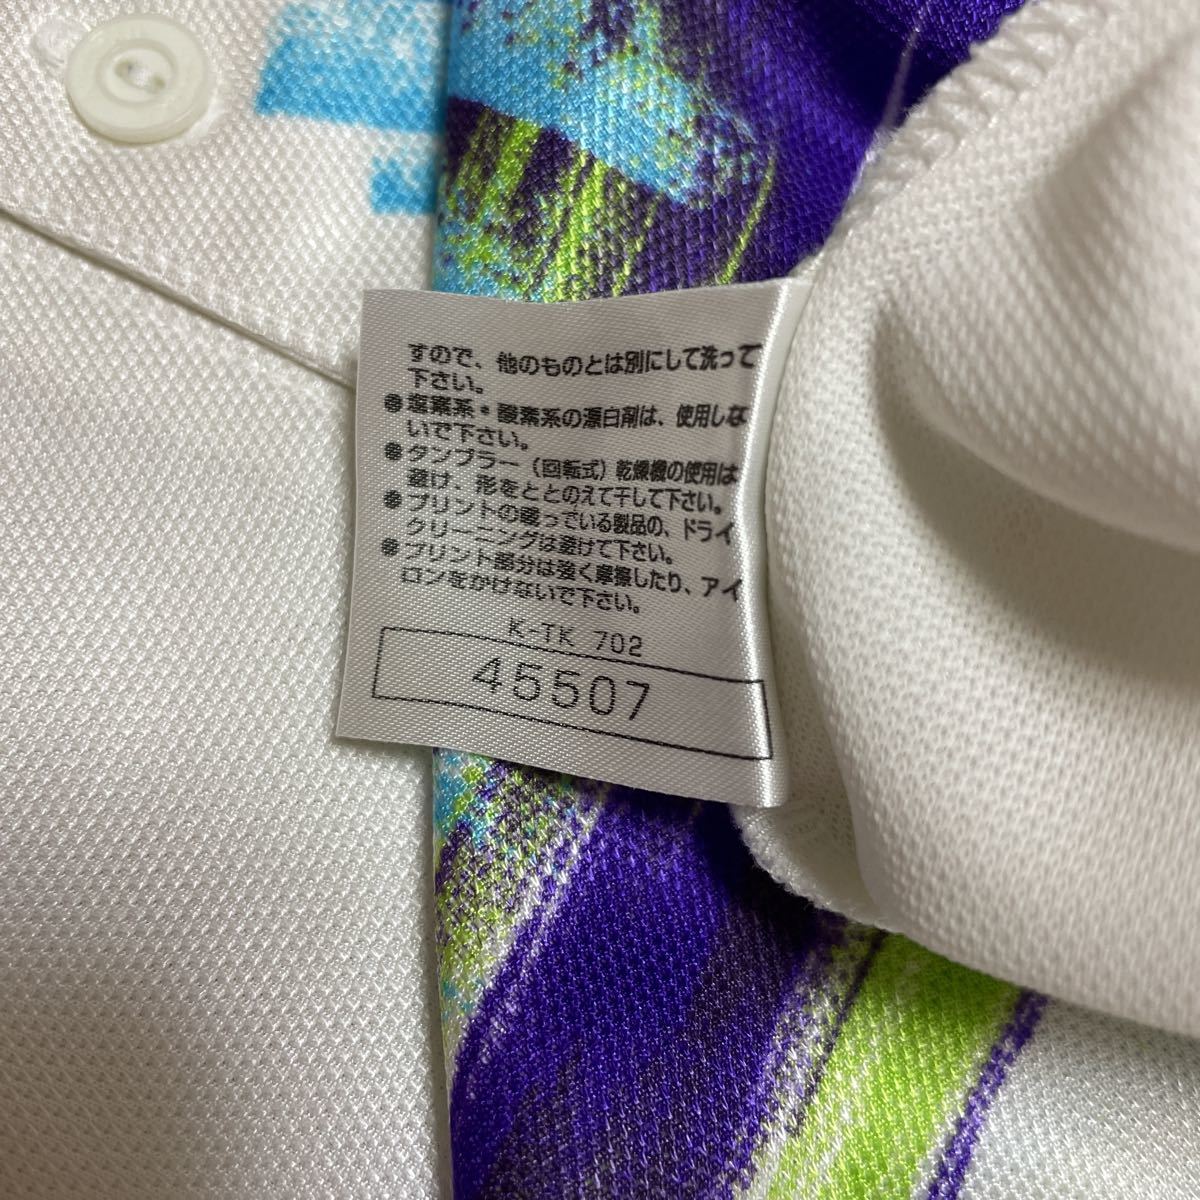 すので、他のものとは別にして洗って
下さい。
●塩素系・酸素系の漂白剤は、使用しな
いで下さい。
●タンブラー（回転式）乾燥機の使用は
避け、形をととのえて干して下さい。
●プリントの吸っている製品の、ドライ
クリーニングは避けて下さい。
●プリント部分は強く摩擦したり、アイ
ロンをかけないで下さい。
K-TK 702
45507